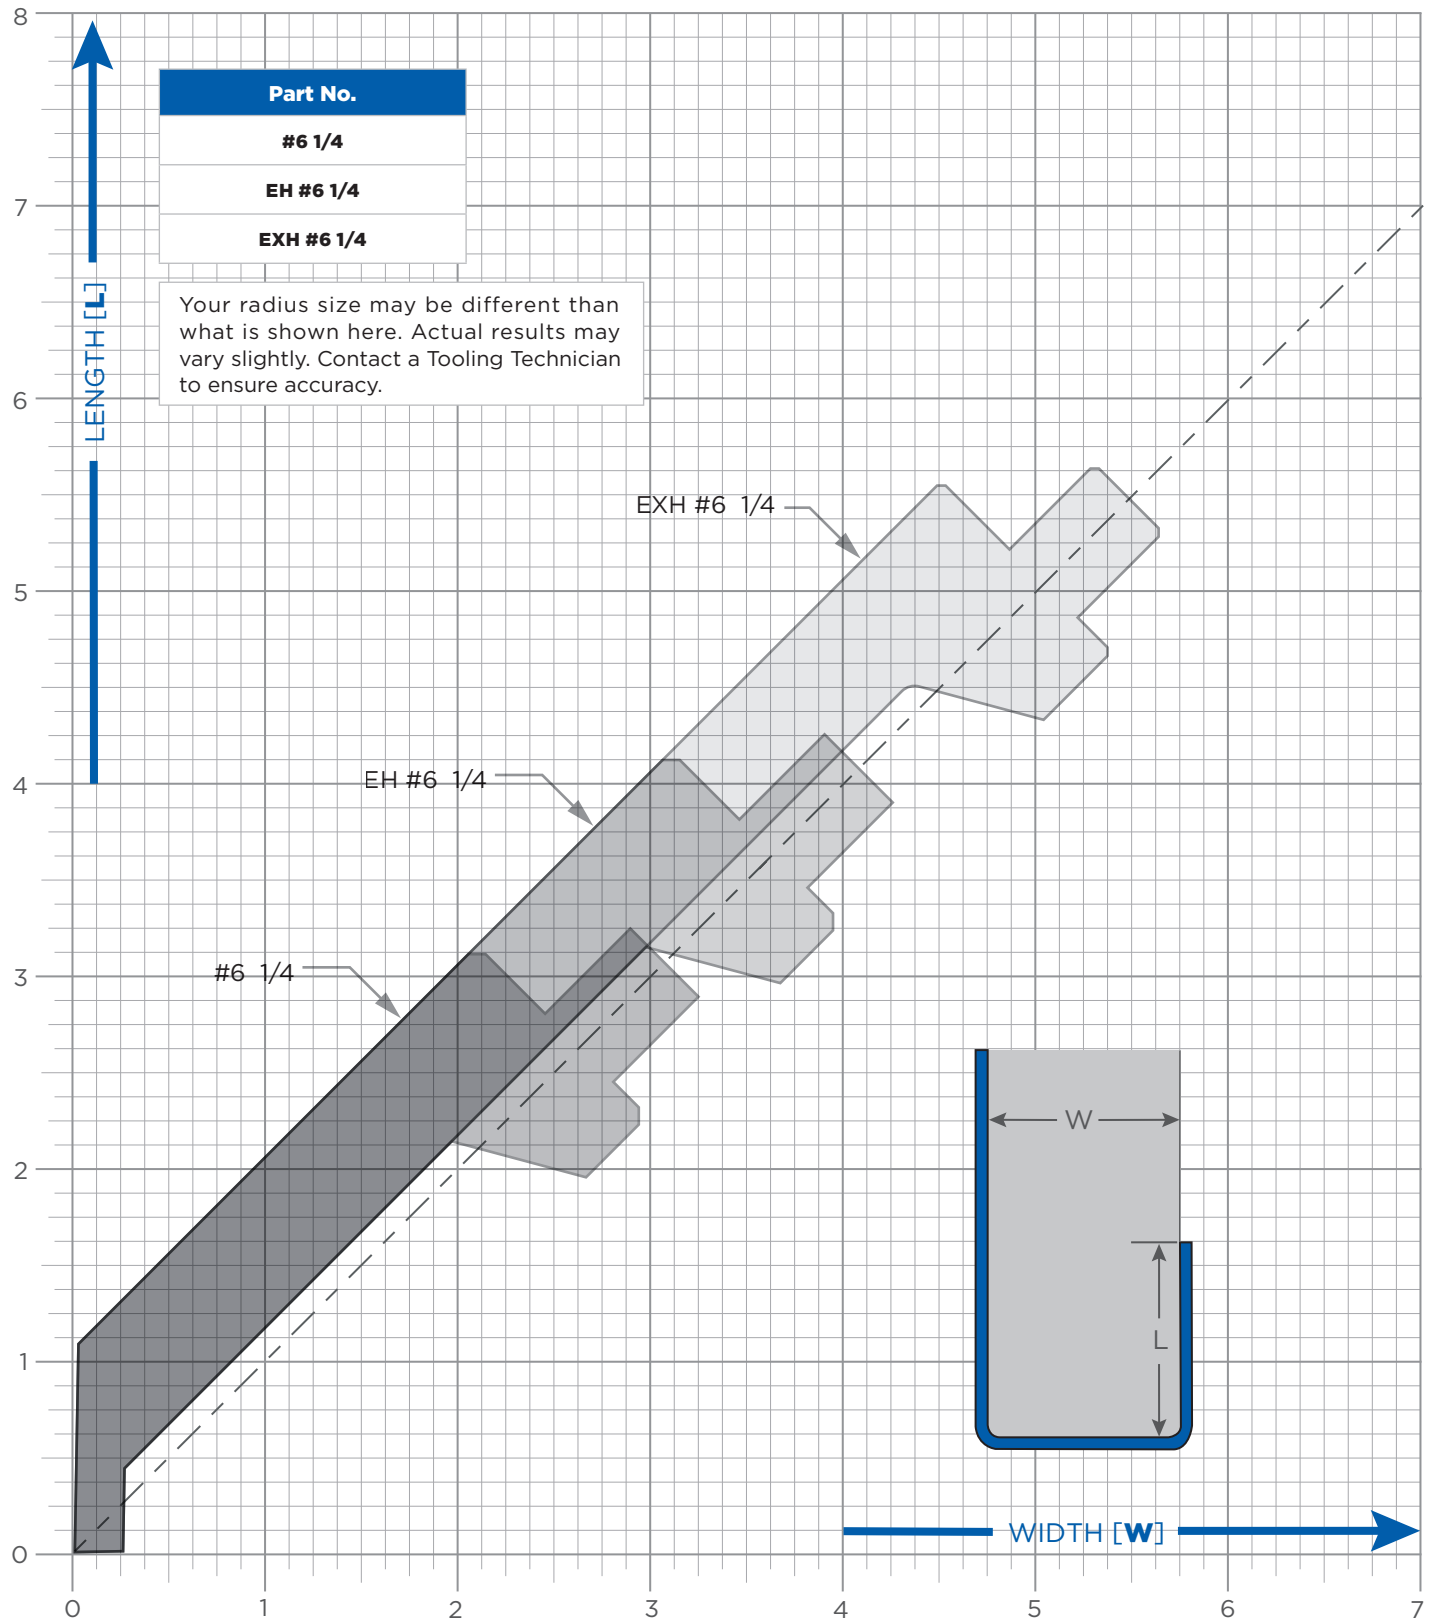 8
7
6
5
4
3
2
1
0
LENGTH [L]
Part No.
#6 1/4
EH #6 1/4
EXH #6 1/4
Your radius size may be different than
what is shown here. Actual results may
vary slightly. Contact a Tooling Technician
to ensure accuracy.
EXH #6 1/4
EH #6 1/4
#6 1/4
W
L
WIDTH [W]
0 1 2 3 4 5 6 7